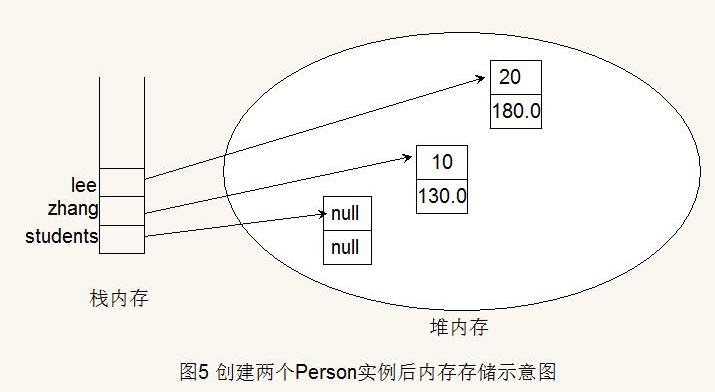 20
180.0
10
130.0
lee
zhang
students
null
null
栈内存
堆内存
图5 创建两个Person实例后内存存储示意图